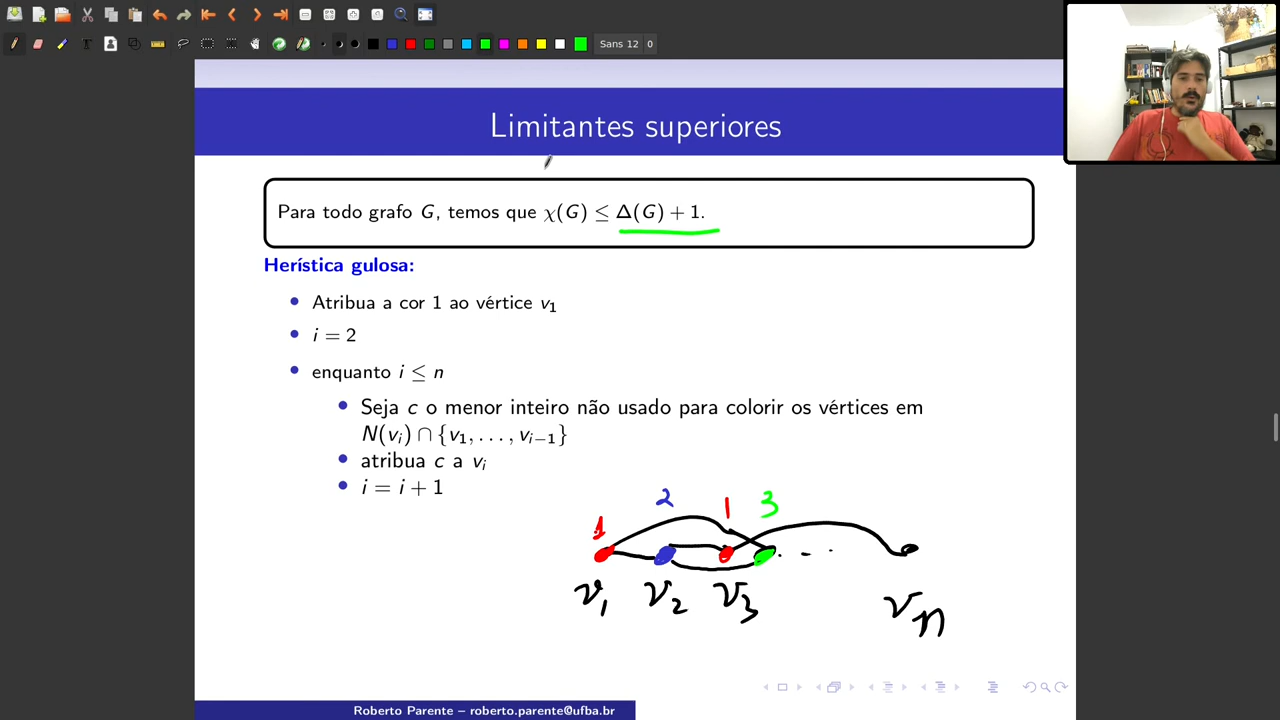 Sans 12 0
Limitantes superiores
Para todo grafo G, temos que χ(G) ≤ Δ(G) + 1.
Herística gulosa:
• Atribua a cor 1 ao vértice v₁
• i = 2
• enquanto i ≤ n
• Seja c o menor inteiro não usado para colorir os vértices em
N(vᵢ) ∩ {v₁, . . . , vᵢ₋₁}
• atribua c a vᵢ
• i = i + 1
1 2 1 3
v₁ v₂ v₃ vₙ
Roberto Parente – roberto.parente@ufba.br